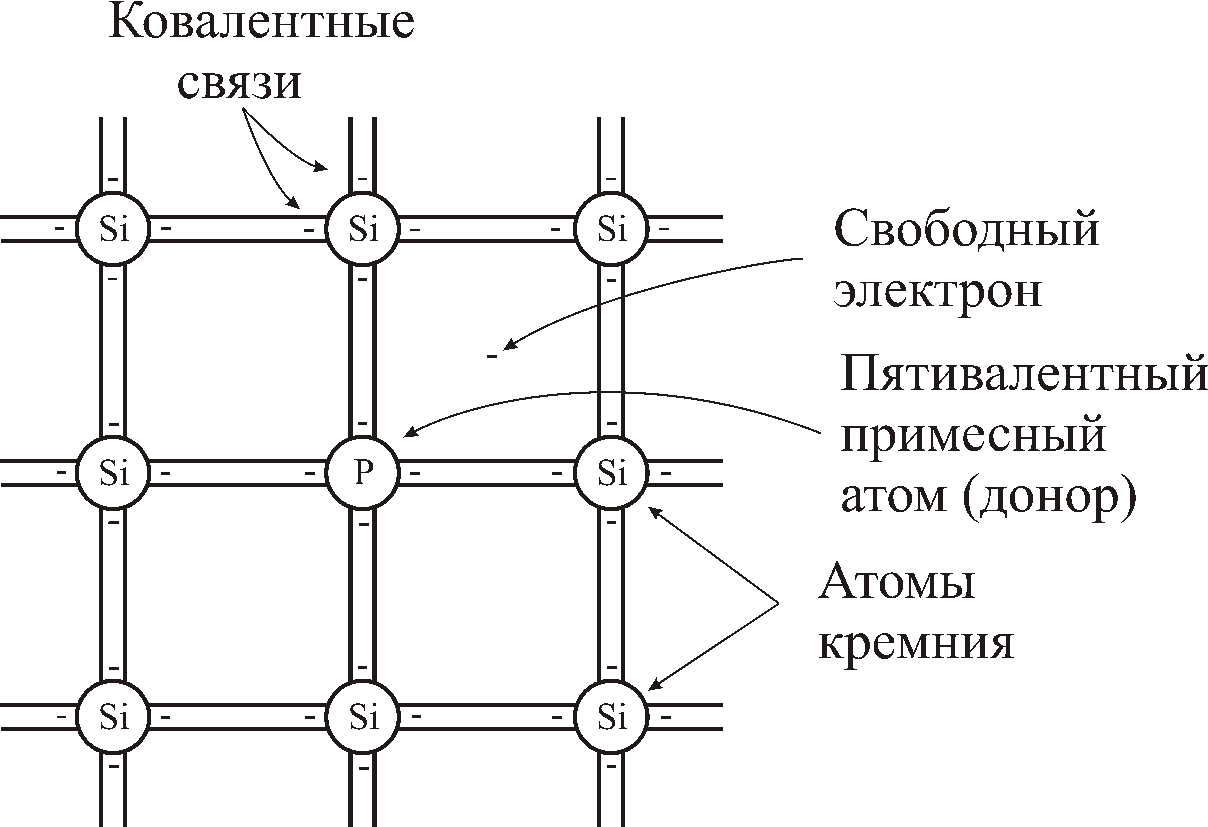 Ковалентные
связи
Si Si Si
Свободный
электрон
Пятивалентный
примесный
атом (донор)
Si P Si
Атомы
кремния
Si Si Si